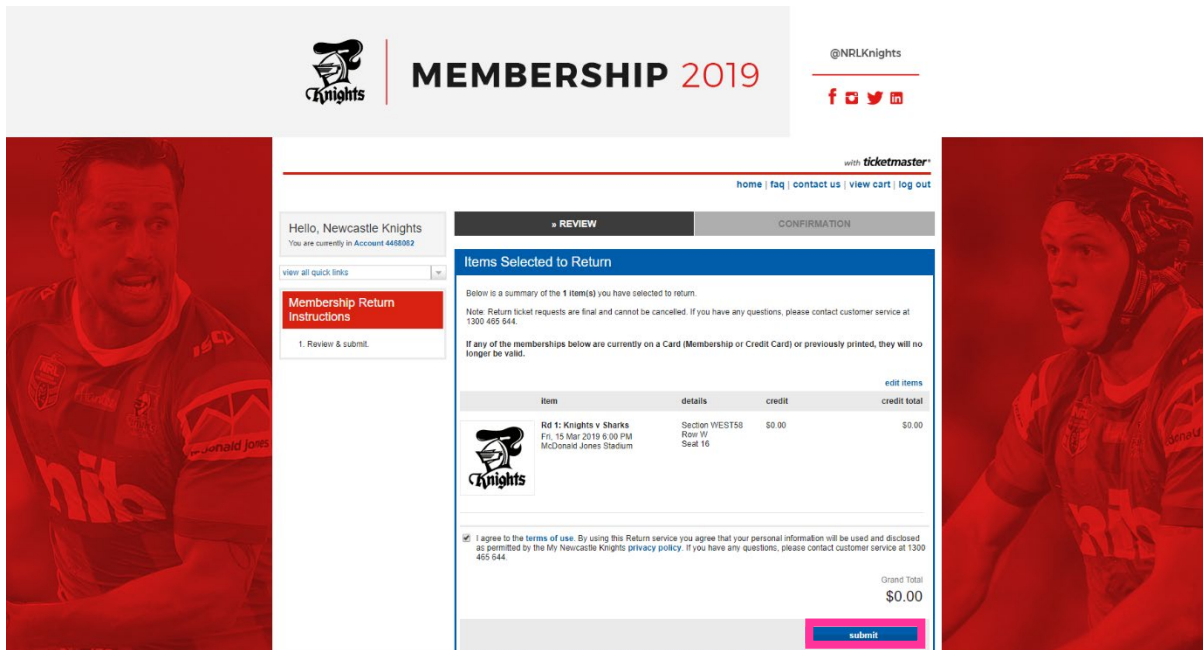 Knights
MEMBERSHIP 2019
@NRLKnights
with ticketmaster®
home | faq | contact us | view cart | log out
Hello, Newcastle Knights
You are currently in Account 4468082
view all quick links
Membership Return
Instructions
1. Review & submit.
» REVIEW
CONFIRMATION
Items Selected to Return
Below is a summary of the 1 item(s) you have selected to return.
Note: Return ticket requests are final and cannot be cancelled. If you have any questions, please contact customer service at
1300 465 644.
If any of the memberships below are currently on a Card (Membership or Credit Card) or previously printed, they will no
longer be valid.
edit items
item details credit credit total
Knights
Rd 1: Knights v Sharks Section WEST58 $0.00 $0.00
Fri, 15 Mar 2019 6:00 PM Row W
McDonald Jones Stadium Seat 16
I agree to the terms of use. By using this Return service you agree that your personal information will be used and disclosed
as permitted by the My Newcastle Knights privacy policy. If you have any questions, please contact customer service at 1300
465 644.
Grand Total
$0.00
submit
ISC
NRL
nib
nib